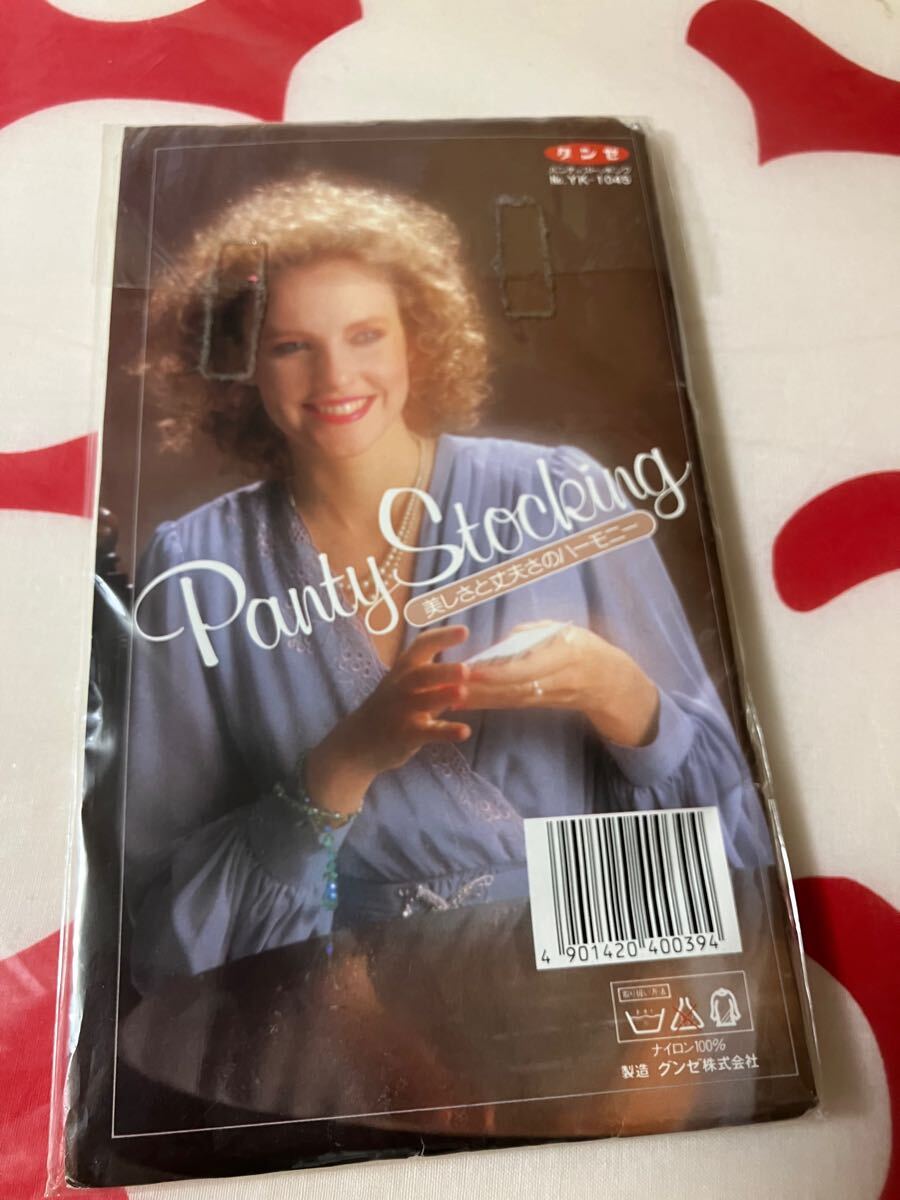 グンゼ
パンティストッキング
№YK-1045
Panty Stocking
美しさと丈夫さのハーモニー
4 901420 400394
取り扱い方法
ナイロン100%
製造 グンゼ株式会社